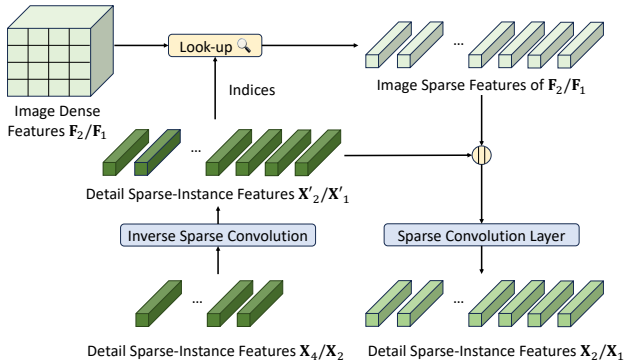 Look-up
...
Indices
Image Dense
Features F₂/F₁
Image Sparse Features of F₂/F₁
...
Detail Sparse-Instance Features X'₂/X'₁
||
Inverse Sparse Convolution
Sparse Convolution Layer
...
...
Detail Sparse-Instance Features X₄/X₂
Detail Sparse-Instance Features X₂/X₁